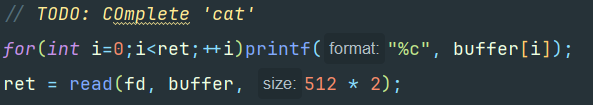 // TODO: COmplete 'cat'
for(int i=0;i<ret;++i)printf( format: "%c", buffer[i]);
ret = read(fd, buffer, size: 512 * 2);